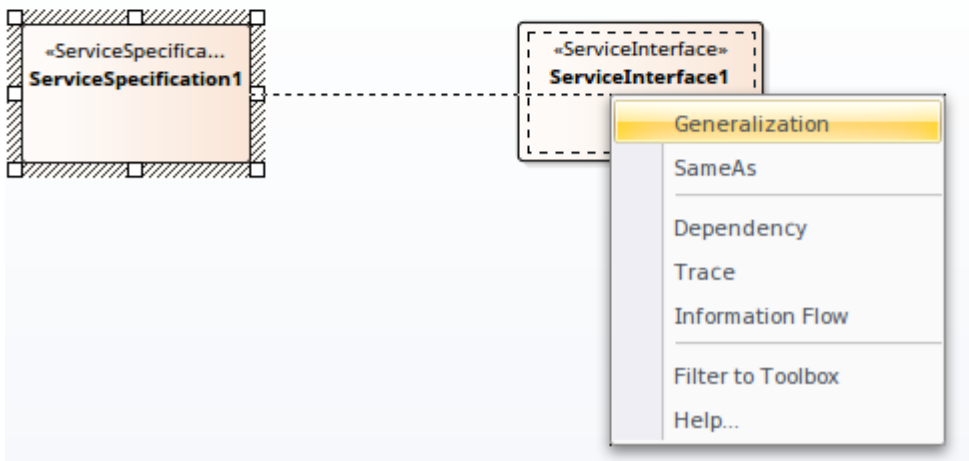 «ServiceSpecifica...
ServiceSpecification1
«ServiceInterface»
ServiceInterface1
Generalization
SameAs
Dependency
Trace
Information Flow
Filter to Toolbox
Help...